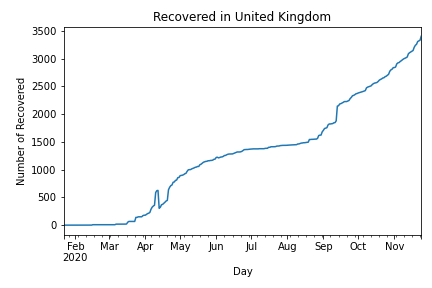 Recovered in United Kingdom
3500
3000
2500
2000
1500
1000
500
0
Number of Recovered
Feb Mar Apr May Jun Jul Aug Sep Oct Nov
2020
Day